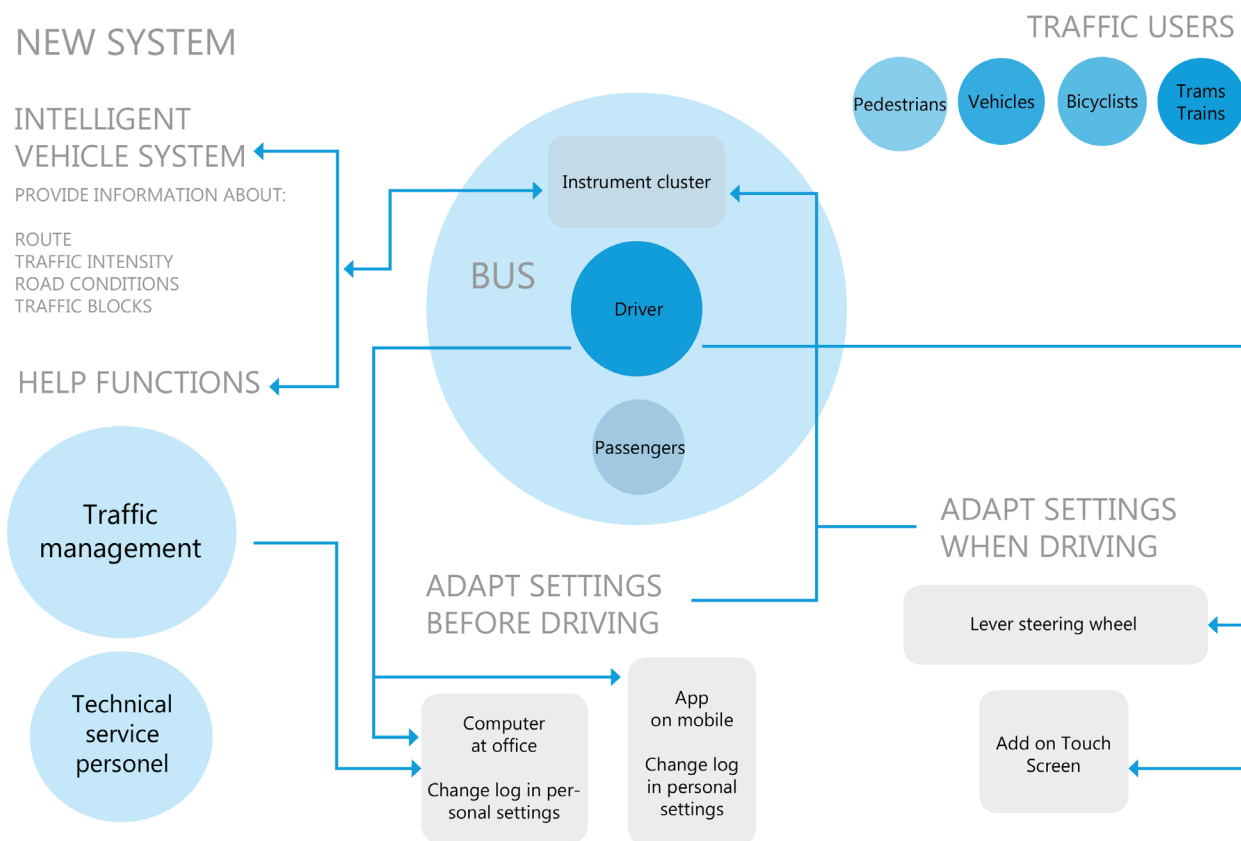 NEW SYSTEM
TRAFFIC USERS
Pedestrians
Vehicles
Bicyclists
Trams
Trains
INTELLIGENT
VEHICLE SYSTEM
PROVIDE INFORMATION ABOUT:
ROUTE
TRAFFIC INTENSITY
ROAD CONDITIONS
TRAFFIC BLOCKS
HELP FUNCTIONS
Instrument cluster
BUS
Driver
Passengers
Traffic
management
Technical
service
personel
ADAPT SETTINGS
BEFORE DRIVING
Computer
at office
Change log in per-
sonal settings
App
on mobile
Change log
in personal
settings
ADAPT SETTINGS
WHEN DRIVING
Lever steering wheel
Add on Touch
Screen